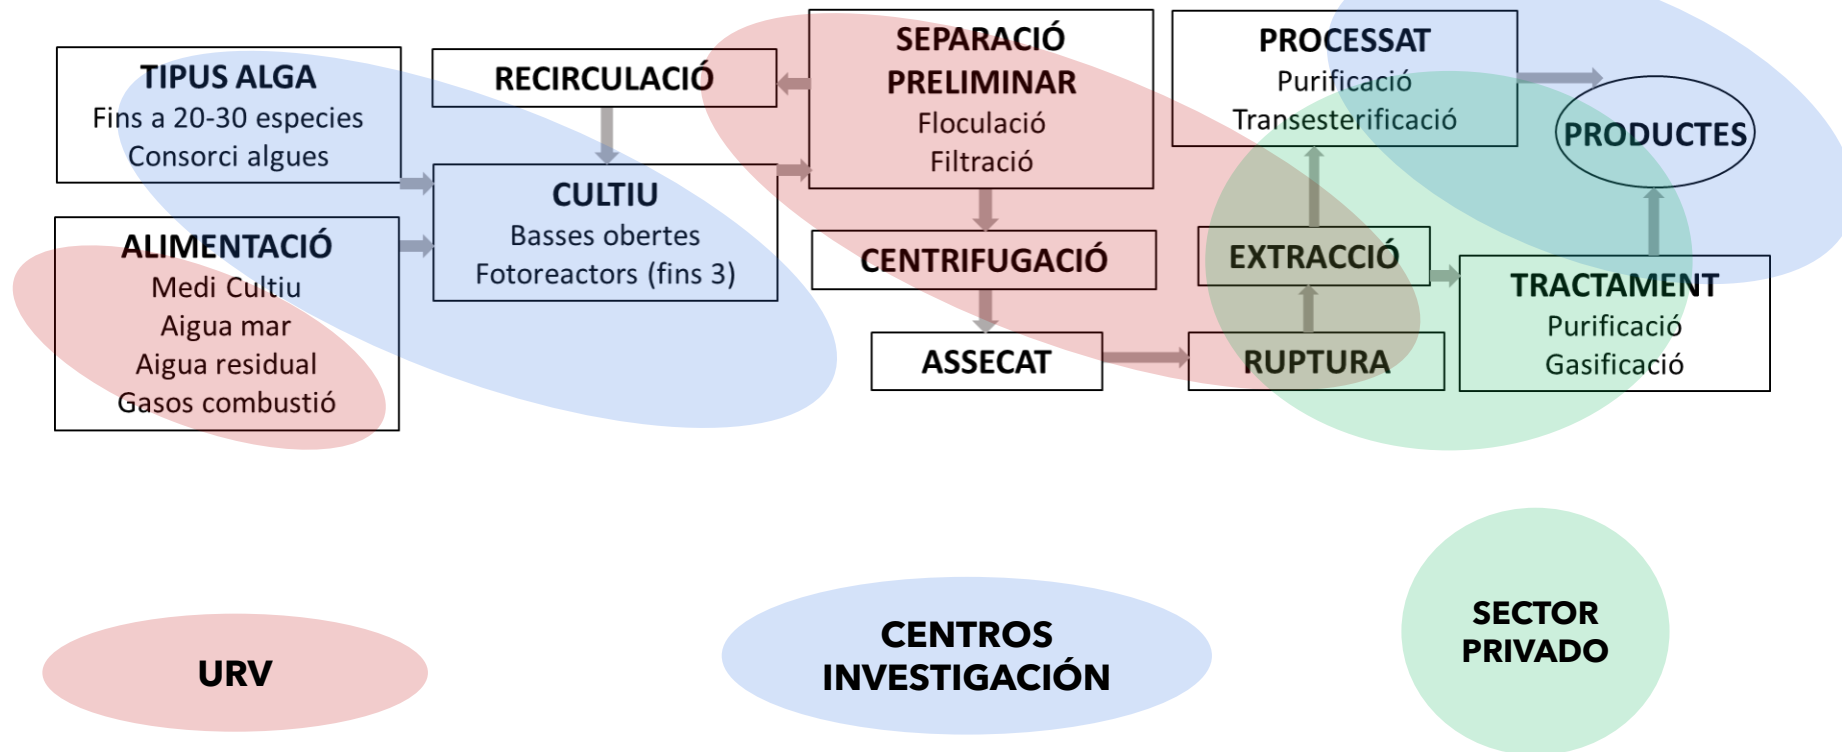 TIPUS ALGA
Fins a 20-30 especies
Consorci algues
ALIMENTACIÓ
Medi Cultiu
Aigua mar
Aigua residual
Gasos combustió
RECIRCULACIÓ
CULTIU
Basses obertes
Fotoreactors (fins 3)
SEPARACIÓ
PRELIMINAR
Floculació
Filtració
CENTRIFUGACIÓ
ASSECAT
RUPTURA
EXTRACCIÓ
PROCESSAT
Purificació
Transesterificació
PRODUCTES
TRACTAMENT
Purificació
Gasificació
URV
CENTROS
INVESTIGACIÓN
SECTOR
PRIVADO